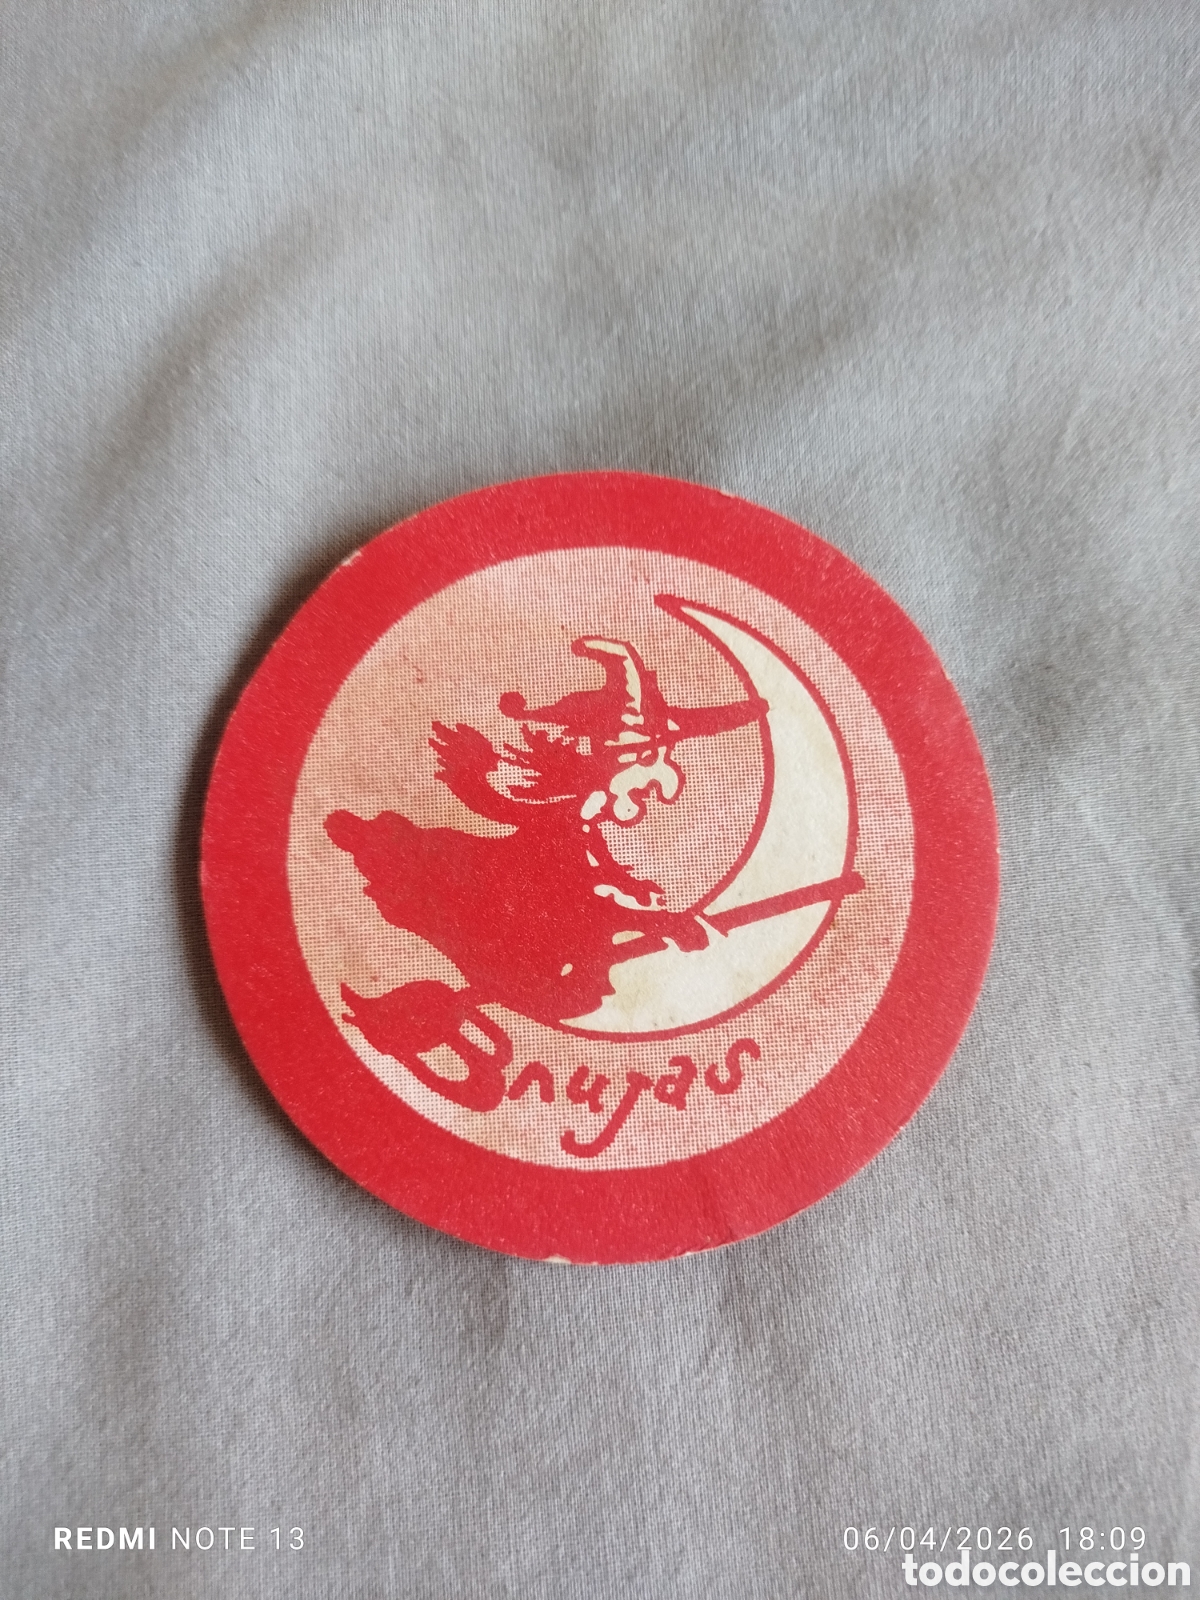 Brujas
REDMI NOTE 13
06/04/2026 18:09
todocoleccion